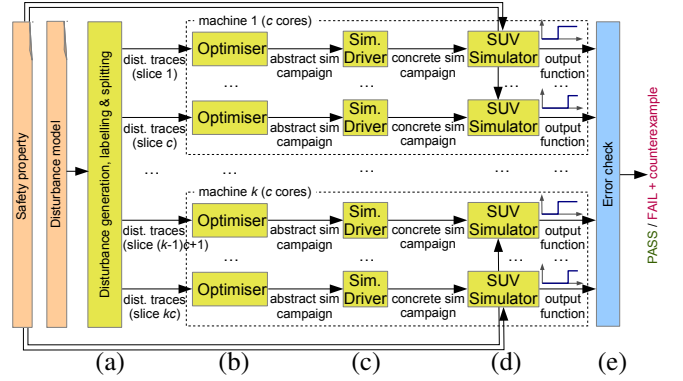 Safety property
Disturbance model
Disturbance generation, labelling & splitting
machine 1 (c cores)
dist. traces
(slice 1)
Optimiser
abstract sim
campaign
Sim.
Driver
concrete sim
campaign
SUV
Simulator
output
function
...
...
...
...
dist. traces
(slice c)
Optimiser
abstract sim
campaign
Sim.
Driver
concrete sim
campaign
SUV
Simulator
output
function
...
...
...
...
...
machine k (c cores)
dist. traces
(slice (k-1)c+1)
Optimiser
abstract sim
campaign
Sim.
Driver
concrete sim
campaign
SUV
Simulator
output
function
...
...
...
...
dist. traces
(slice kc)
Optimiser
abstract sim
campaign
Sim.
Driver
concrete sim
campaign
SUV
Simulator
output
function
Error check
PASS / FAIL + counterexample
(a)
(b)
(c)
(d)
(e)